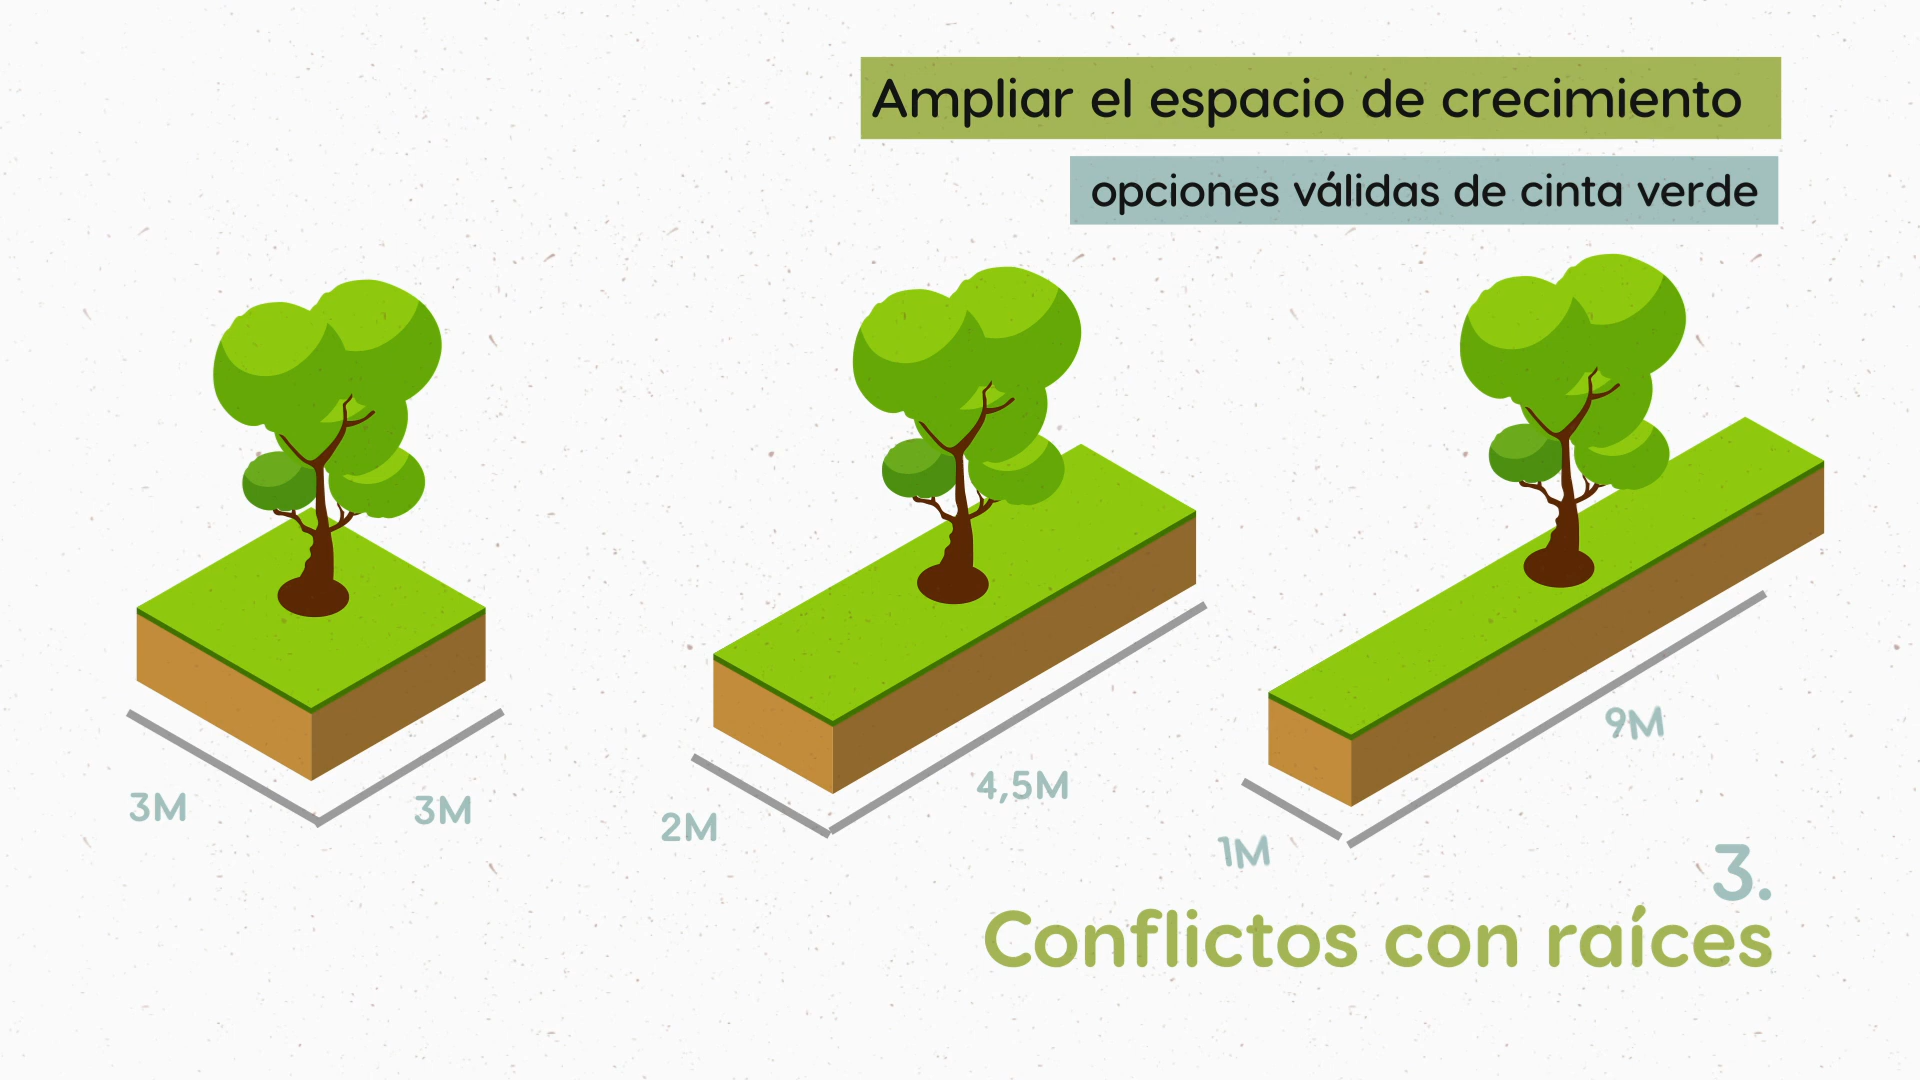 Ampliar el espacio de crecimiento
opciones válidas de cinta verde
3M
3M
2M
4,5M
1M
9M
3.
Conflictos con raíces